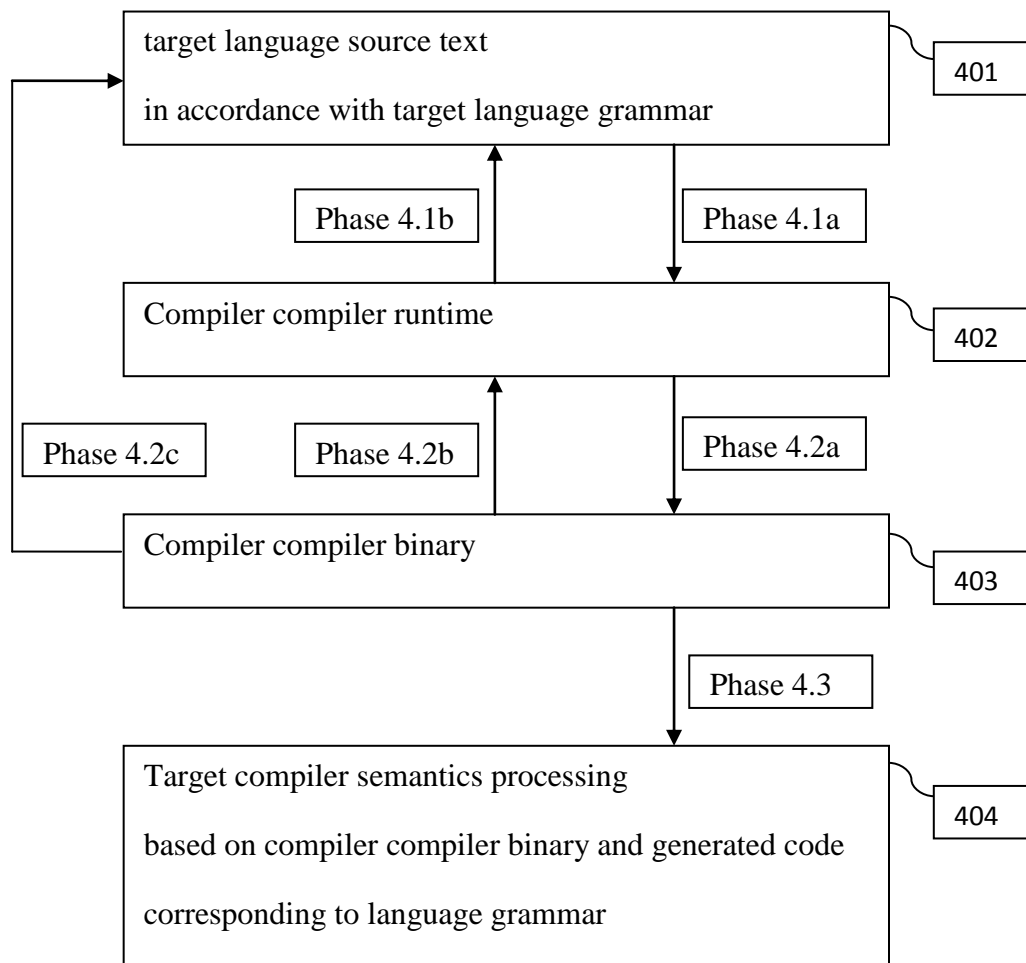 target language source text
in accordance with target language grammar
401
Phase 4.1b
Phase 4.1a
Compiler compiler runtime
402
Phase 4.2c
Phase 4.2b
Phase 4.2a
Compiler compiler binary
403
Phase 4.3
Target compiler semantics processing
based on compiler compiler binary and generated code
corresponding to language grammar
404